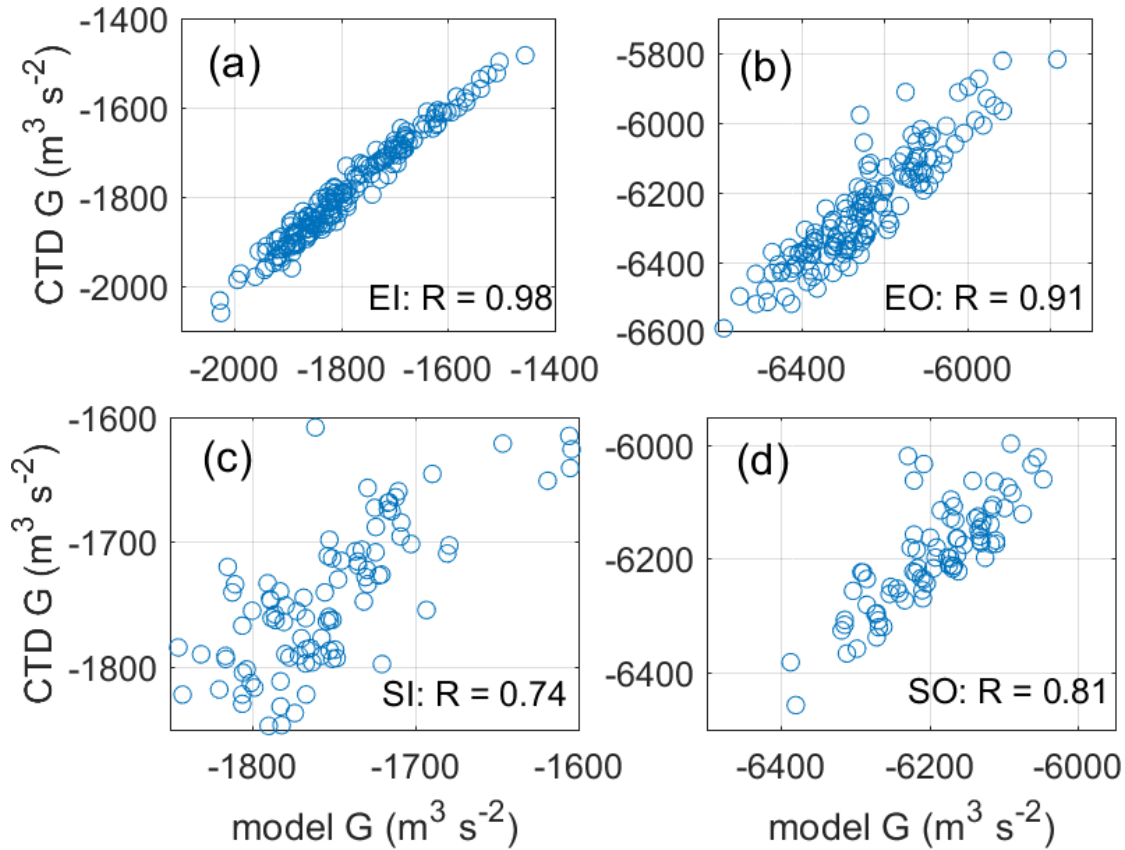 (a)
CTD G (m³ s⁻²)
-1400
-1600
-1800
-2000
EI: R = 0.98
-2000 -1800 -1600 -1400
(b)
-5800
-6000
-6200
-6400
-6600
EO: R = 0.91
-6400 -6000
(c)
CTD G (m³ s⁻²)
-1600
-1700
-1800
SI: R = 0.74
-1800 -1700 -1600
model G (m³ s⁻²)
(d)
-6000
-6200
-6400
SO: R = 0.81
-6400 -6200 -6000
model G (m³ s⁻²)